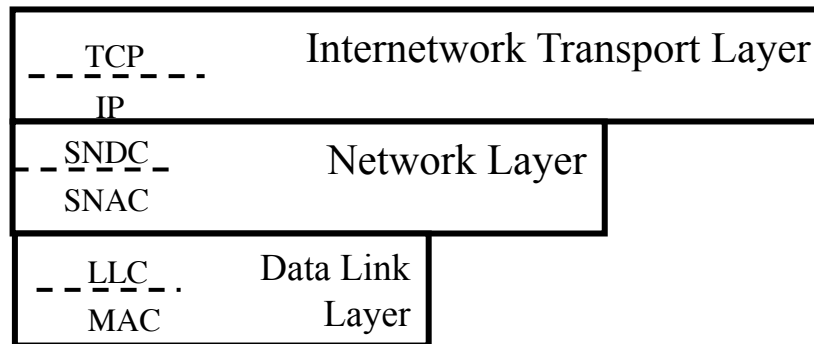 TCP
Internetwork Transport Layer
IP
SNDC
Network Layer
SNAC
LLC
Data Link
MAC
Layer